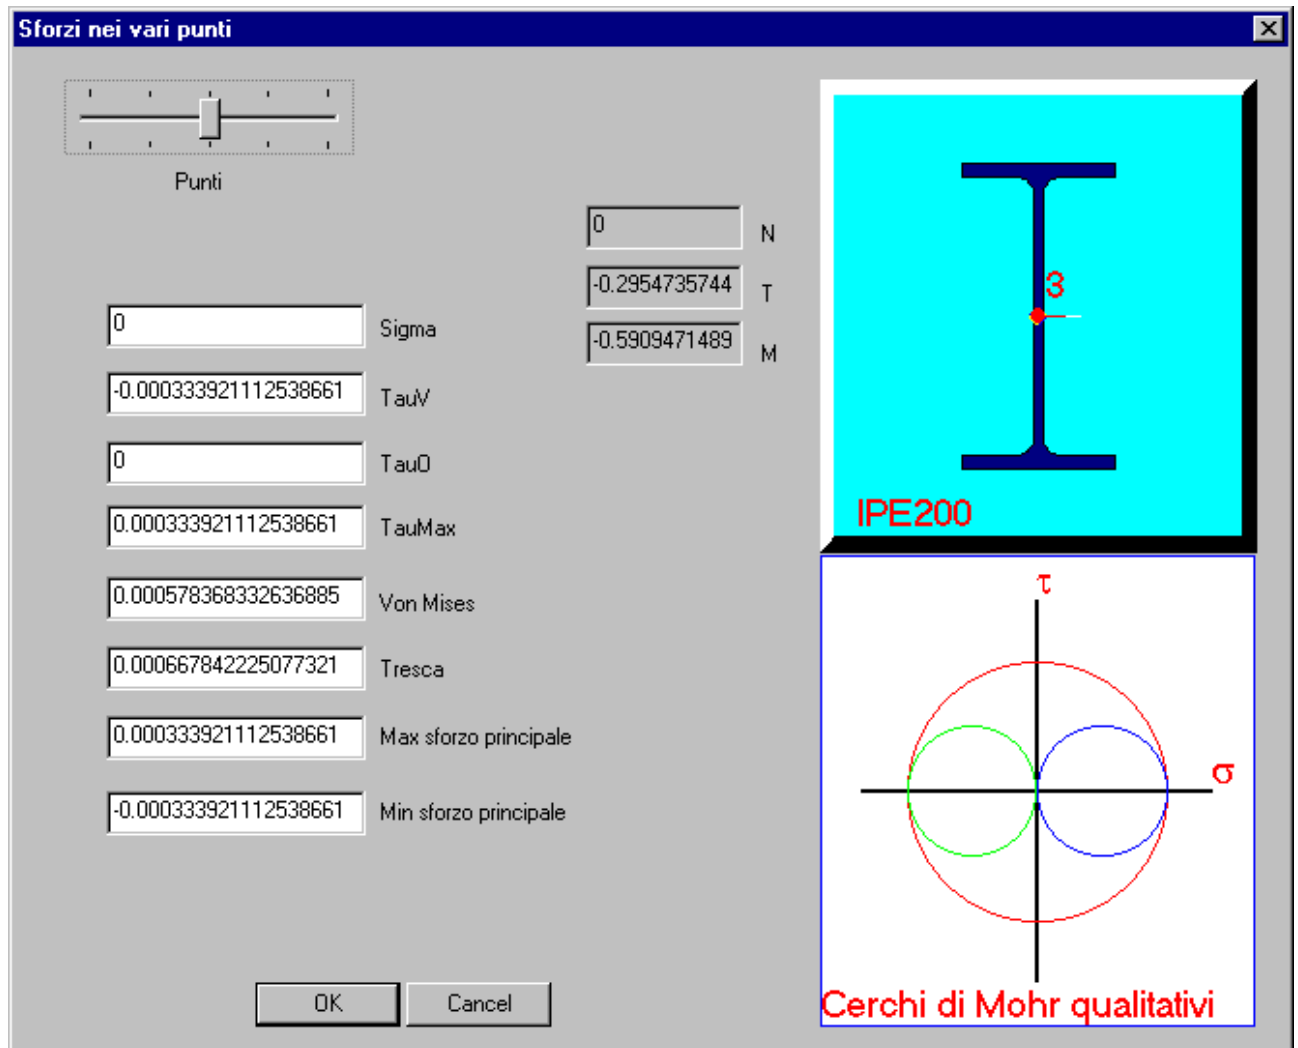 Sforzi nei vari punti
Punti
0 N
-0.2954735744 T
-0.5909471489 M
0 Sigma
-0.000333921112538661 TauV
0 TauO
0.000333921112538661 TauMax
0.000578368332636885 Von Mises
0.000667842225077321 Tresca
0.000333921112538661 Max sforzo principale
-0.000333921112538661 Min sforzo principale
OK Cancel
3
IPE200
τ
σ
Cerchi di Mohr qualitativi